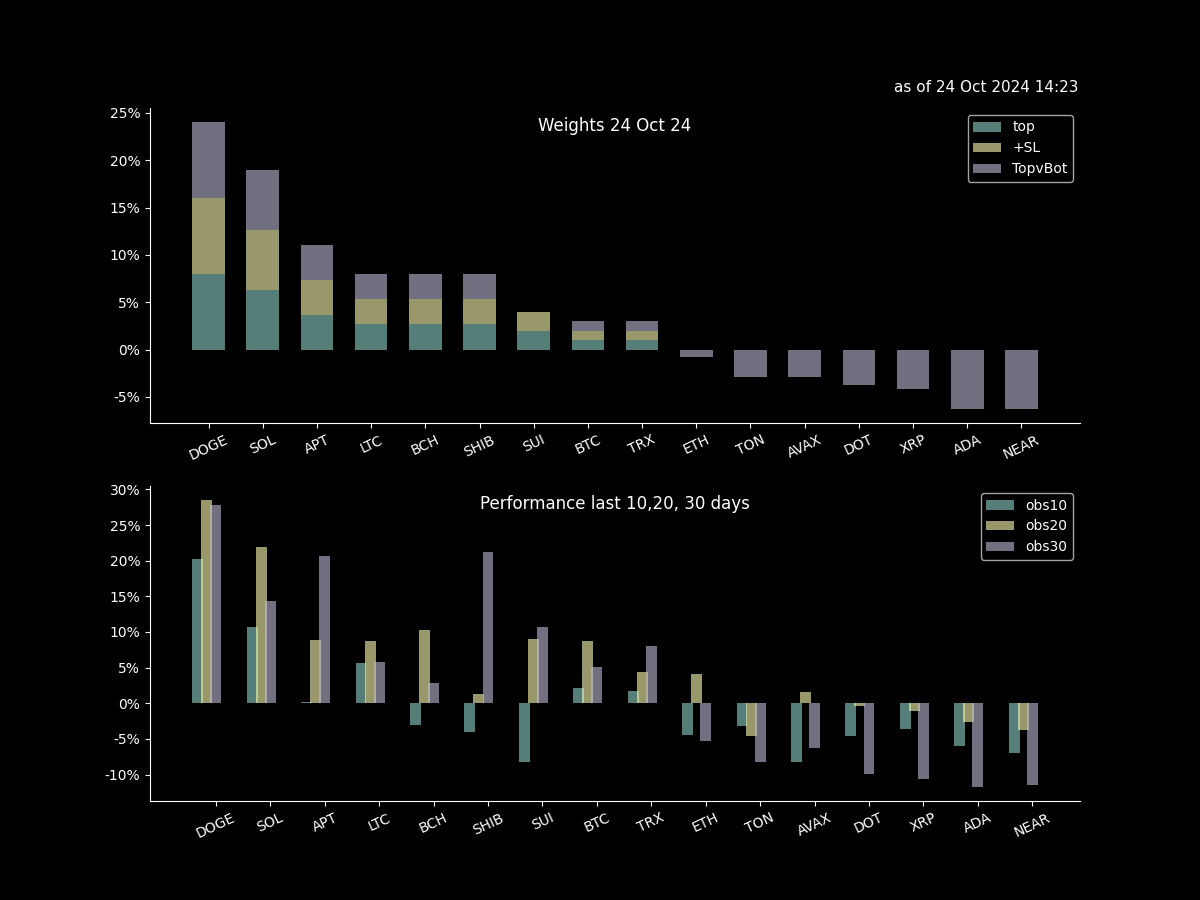 as of 24 Oct 2024 14:23
Weights 24 Oct 24
top
+SL
TopvBot
25%
20%
15%
10%
5%
0%
-5%
DOGE SOL APT LTC BCH SHIB SUI BTC TRX ETH TON AVAX DOT XRP ADA NEAR
Performance last 10,20, 30 days
obs10
obs20
obs30
30%
25%
20%
15%
10%
5%
0%
-5%
-10%
DOGE SOL APT LTC BCH SHIB SUI BTC TRX ETH TON AVAX DOT XRP ADA NEAR